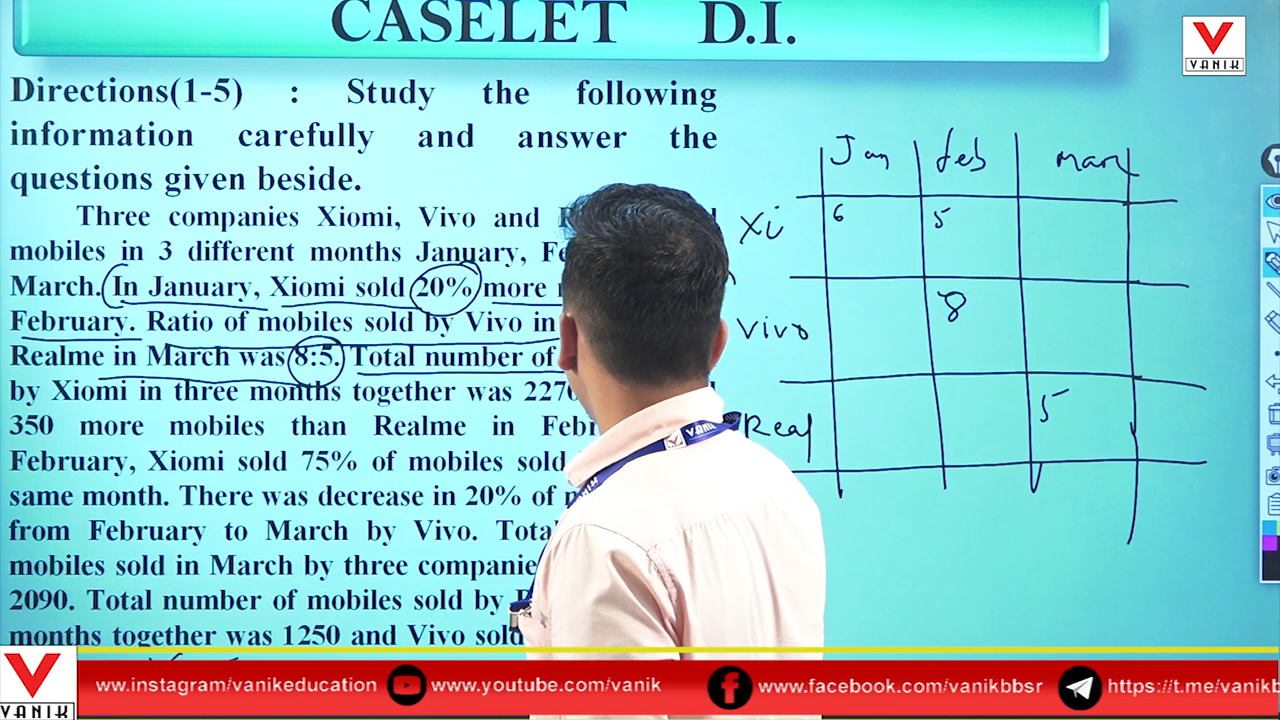 CASELET D.I.
VANIK
Directions(1-5) : Study the following
information carefully and answer the
questions given beside.
Three companies Xiomi, Vivo and
mobiles in 3 different months January,
March. In January, Xiomi sold 20% more
February. Ratio of mobiles sold by Vivo in
Realme in March was 8:5. Total number of
by Xiomi in three months together was
350 more mobiles than Realme in
February, Xiomi sold 75% of mobiles sold
same month. There was decrease in 20% of
from February to March by Vivo.
mobiles sold in March by three
2090. Total number of mobiles sold by
months together was 1250 and Vivo sold
Jan feb
Xi 6 5
Vivo 8
5
VANIK
VANIK
ww.instagram/vanikeducation
www.youtube.com/vanik
www.facebook.com/vanikbbsr
https://t.me/vanikb